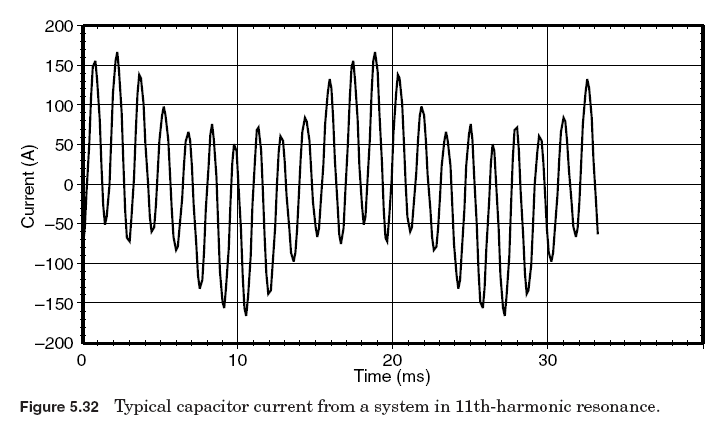 200
150
100
50
0
−50
−100
−150
−200
Current (A)
0 10 20 30
Time (ms)
Figure 5.32 Typical capacitor current from a system in 11th-harmonic resonance.